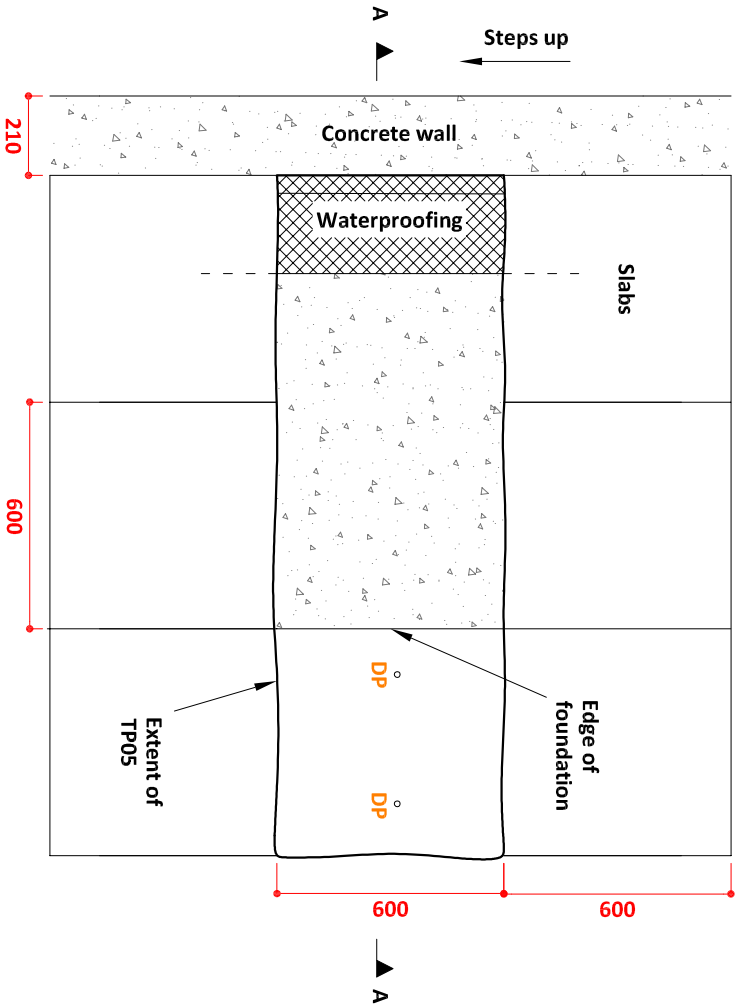 A
Steps up
210
Concrete wall
Waterproofing
Slabs
600
DP
Edge of
foundation
Extent of
TP05
DP
600
600
A